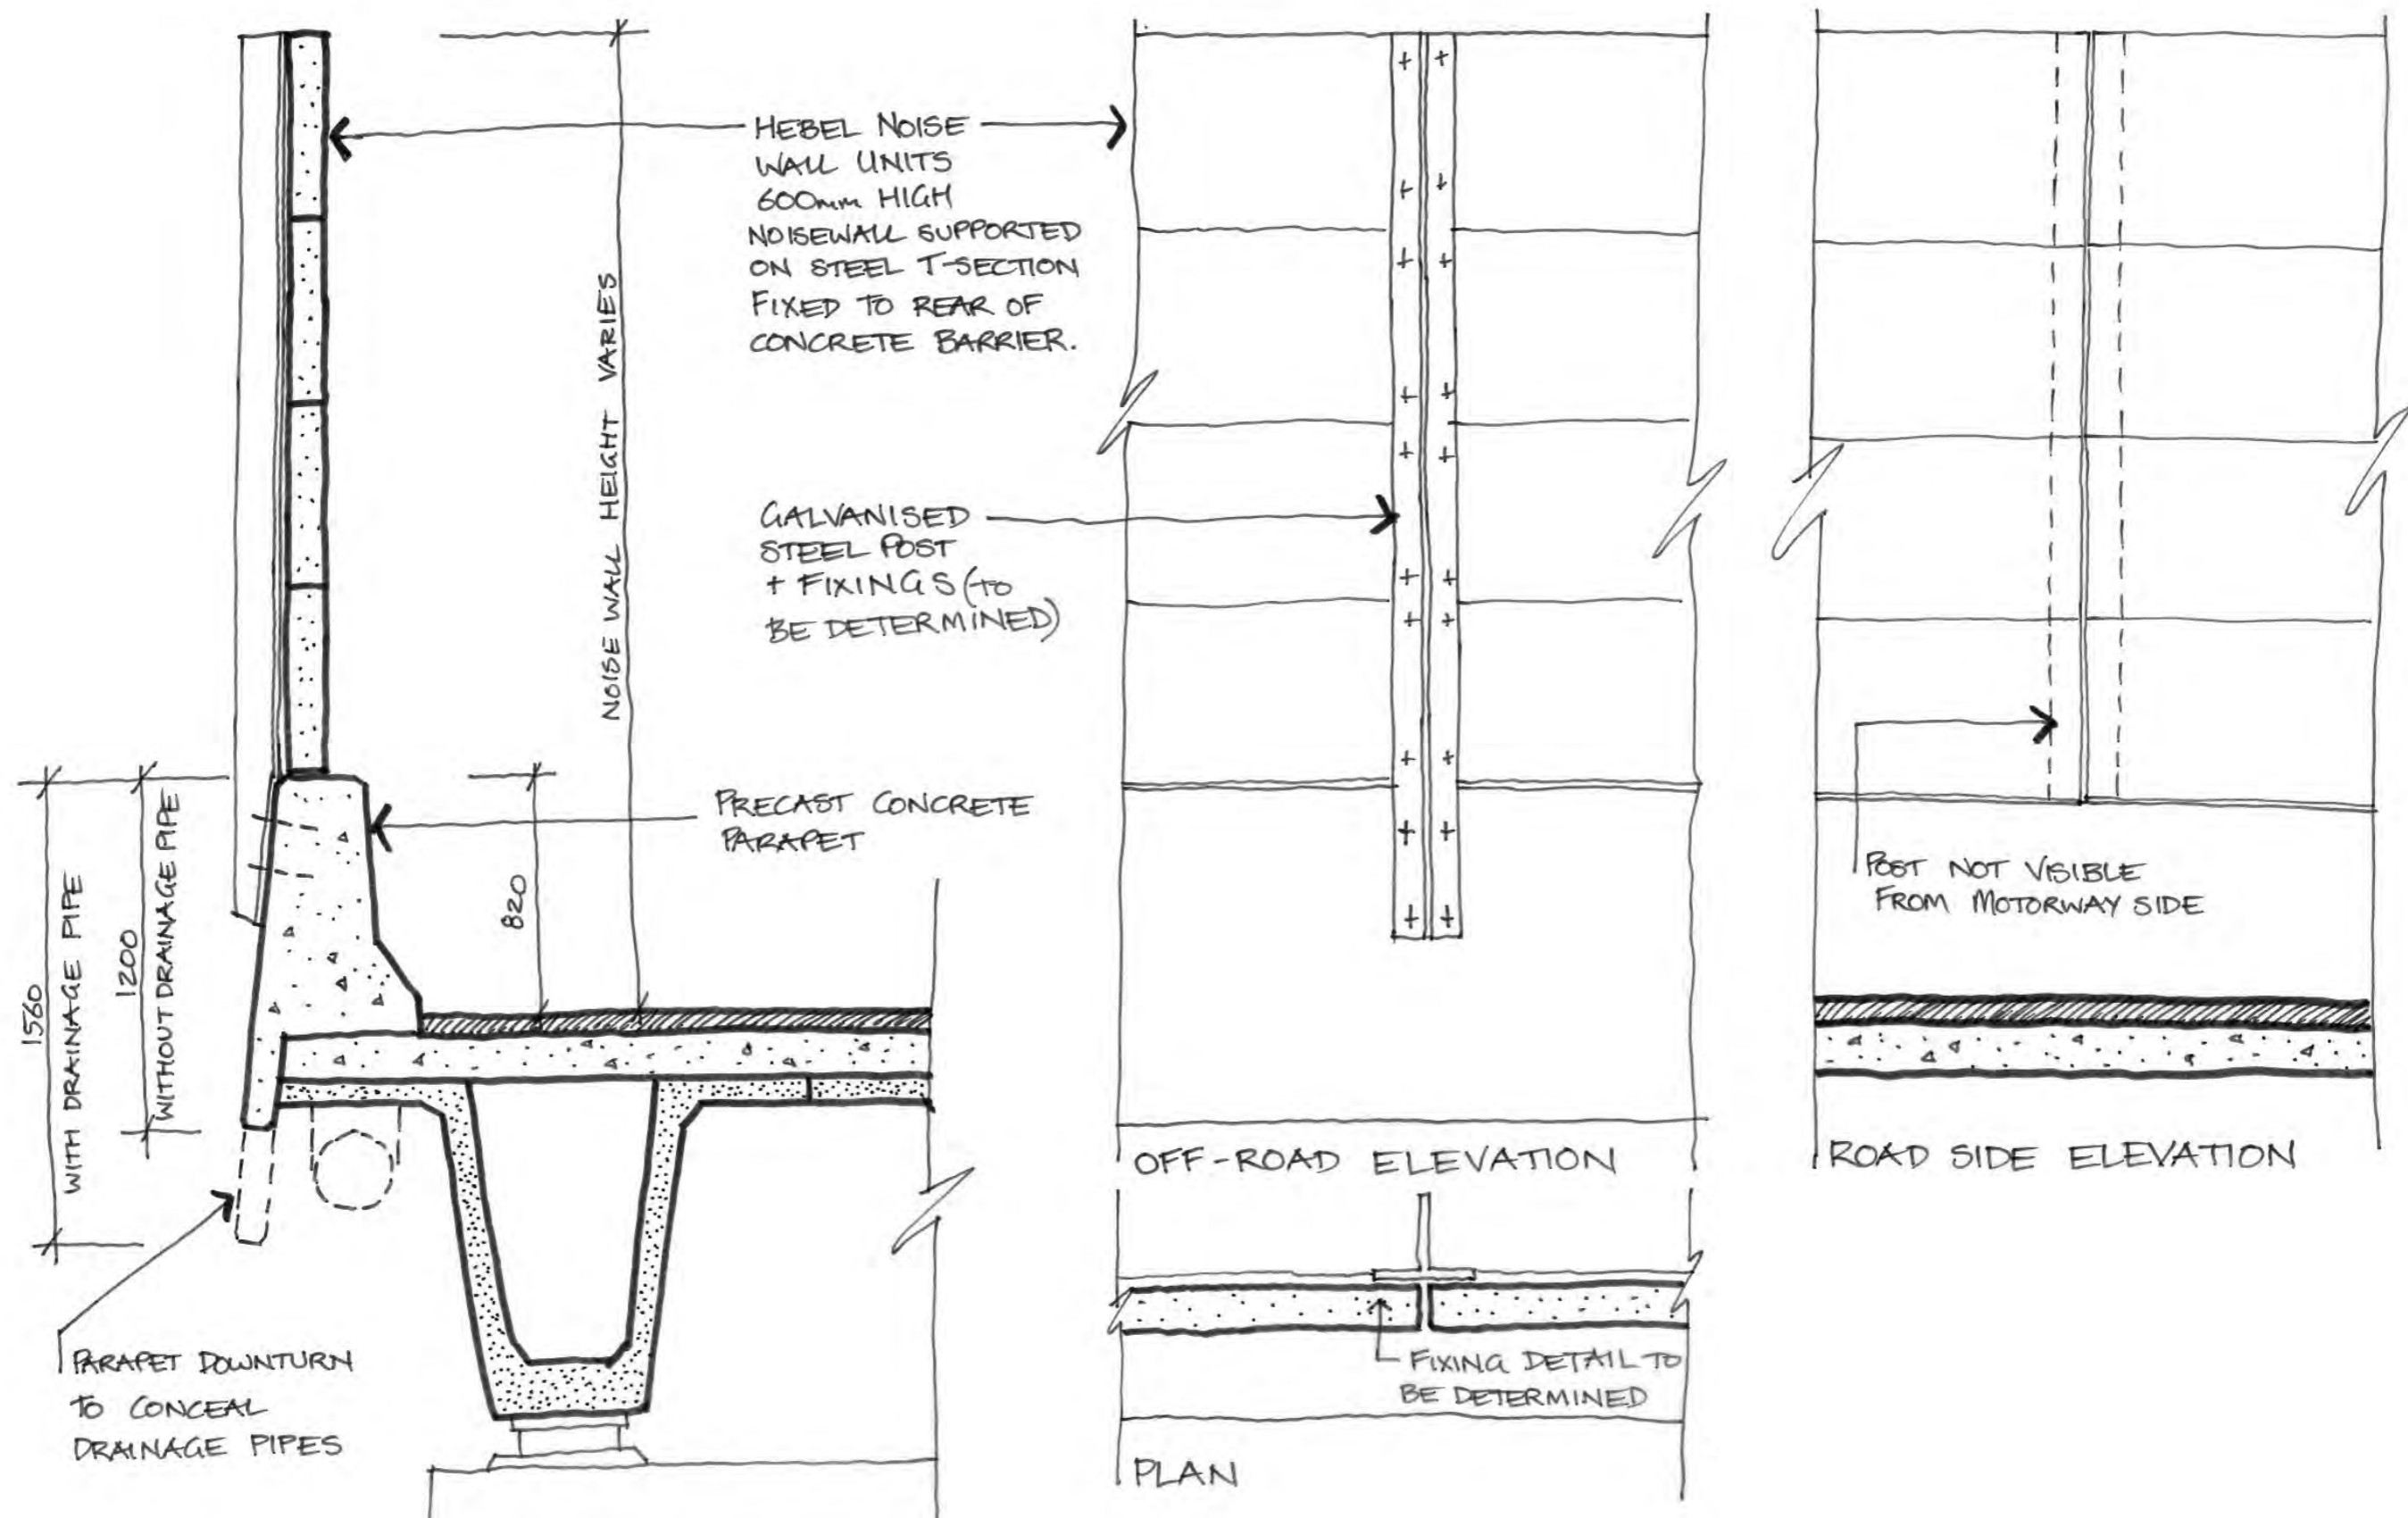 HEBEL NOISE
WALL UNITS
600mm HIGH
NOISEWALL SUPPORTED
ON STEEL T-SECTION
FIXED TO REAR OF
CONCRETE BARRIER.
NOISE WALL HEIGHT VARIES
GALVANISED
STEEL POST
+ FIXINGS (TO
BE DETERMINED)
PRECAST CONCRETE
PARAPET
820
1560
WITH DRAINAGE PIPE
1200
WITHOUT DRAINAGE PIPE
PARAPET DOWNTURN
TO CONCEAL
DRAINAGE PIPES
OFF-ROAD ELEVATION
FIXING DETAIL TO
BE DETERMINED
PLAN
POST NOT VISIBLE
FROM MOTORWAY SIDE
ROAD SIDE ELEVATION